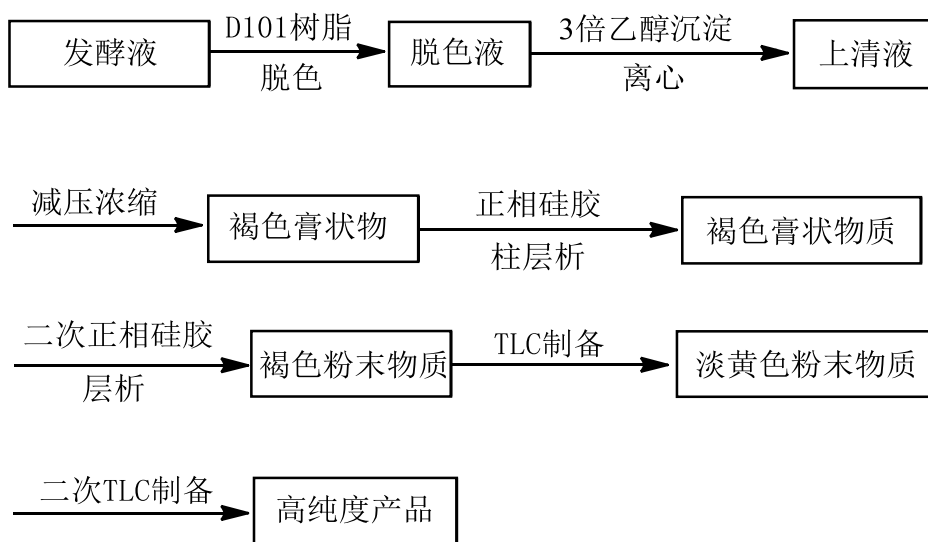 发酵液
D101树脂
脱色
脱色液
3倍乙醇沉淀
离心
上清液
减压浓缩
褐色膏状物
正相硅胶
柱层析
褐色膏状物质
二次正相硅胶
层析
褐色粉末物质
TLC制备
淡黄色粉末物质
二次TLC制备
高纯度产品